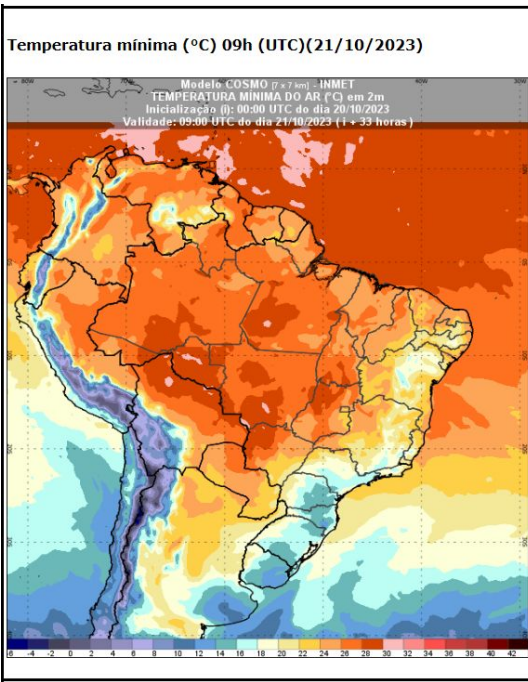 Temperatura mínima (°C) 09h (UTC)(21/10/2023)
Modelo COSMO [7 x 7 km] - INMET
TEMPERATURA MÍNIMA DO AR (°C) em 2m
Inicialização (i): 00:00 UTC do dia 20/10/2023
Validade: 09:00 UTC do dia 21/10/2023 ( i + 33 horas )
-6 -4 -2 0 2 4 6 8 10 12 14 16 18 20 22 24 26 28 30 32 34 36 38 40 42